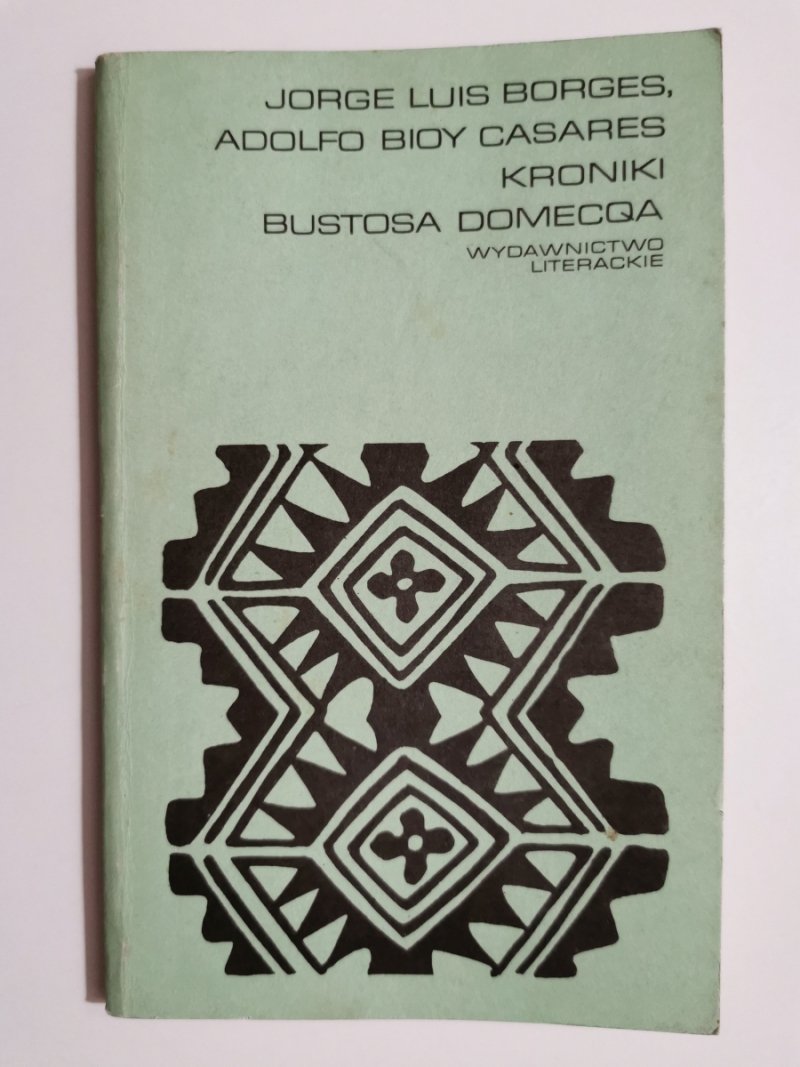 JORGE LUIS BORGES,
ADOLFO BIOY CASARES
KRONIKI
BUSTOSA DOMECQA
WYDAWNICTWO
LITERACKIE